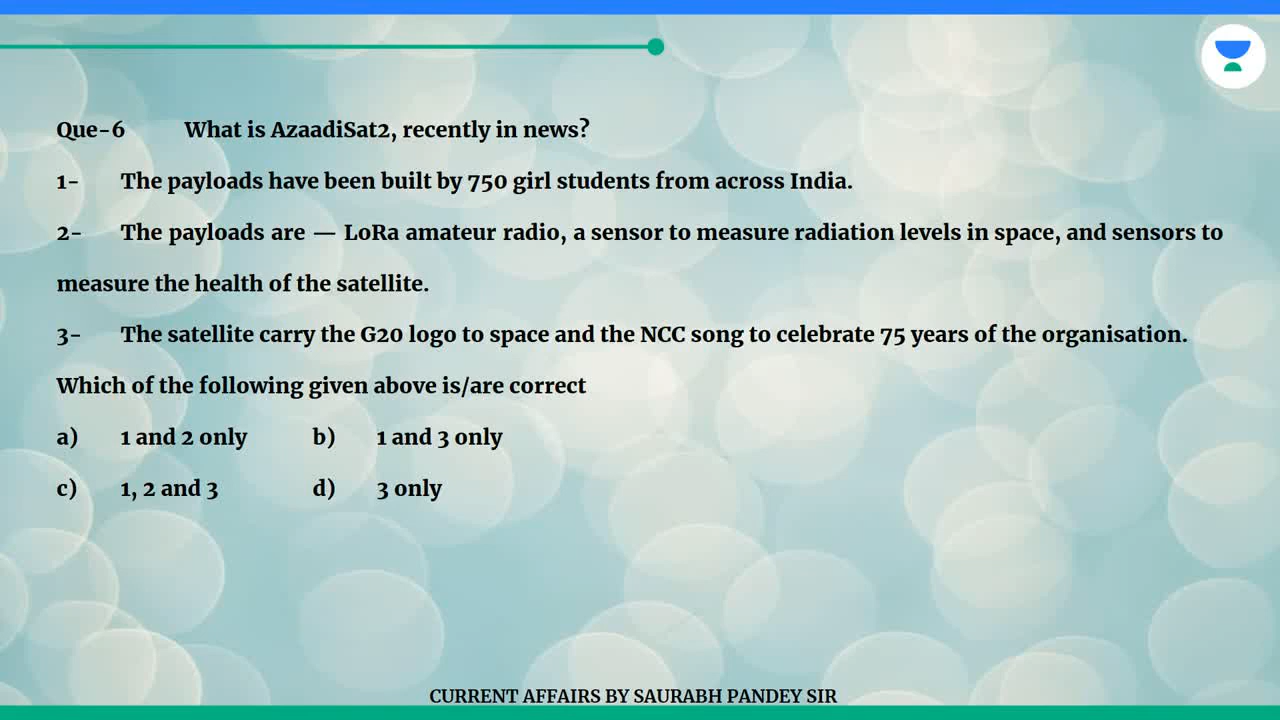 Que-6 What is AzaadiSat2, recently in news?
1- The payloads have been built by 750 girl students from across India.
2- The payloads are — LoRa amateur radio, a sensor to measure radiation levels in space, and sensors to
measure the health of the satellite.
3- The satellite carry the G20 logo to space and the NCC song to celebrate 75 years of the organisation.
Which of the following given above is/are correct
a) 1 and 2 only b) 1 and 3 only
c) 1, 2 and 3 d) 3 only
CURRENT AFFAIRS BY SAURABH PANDEY SIR